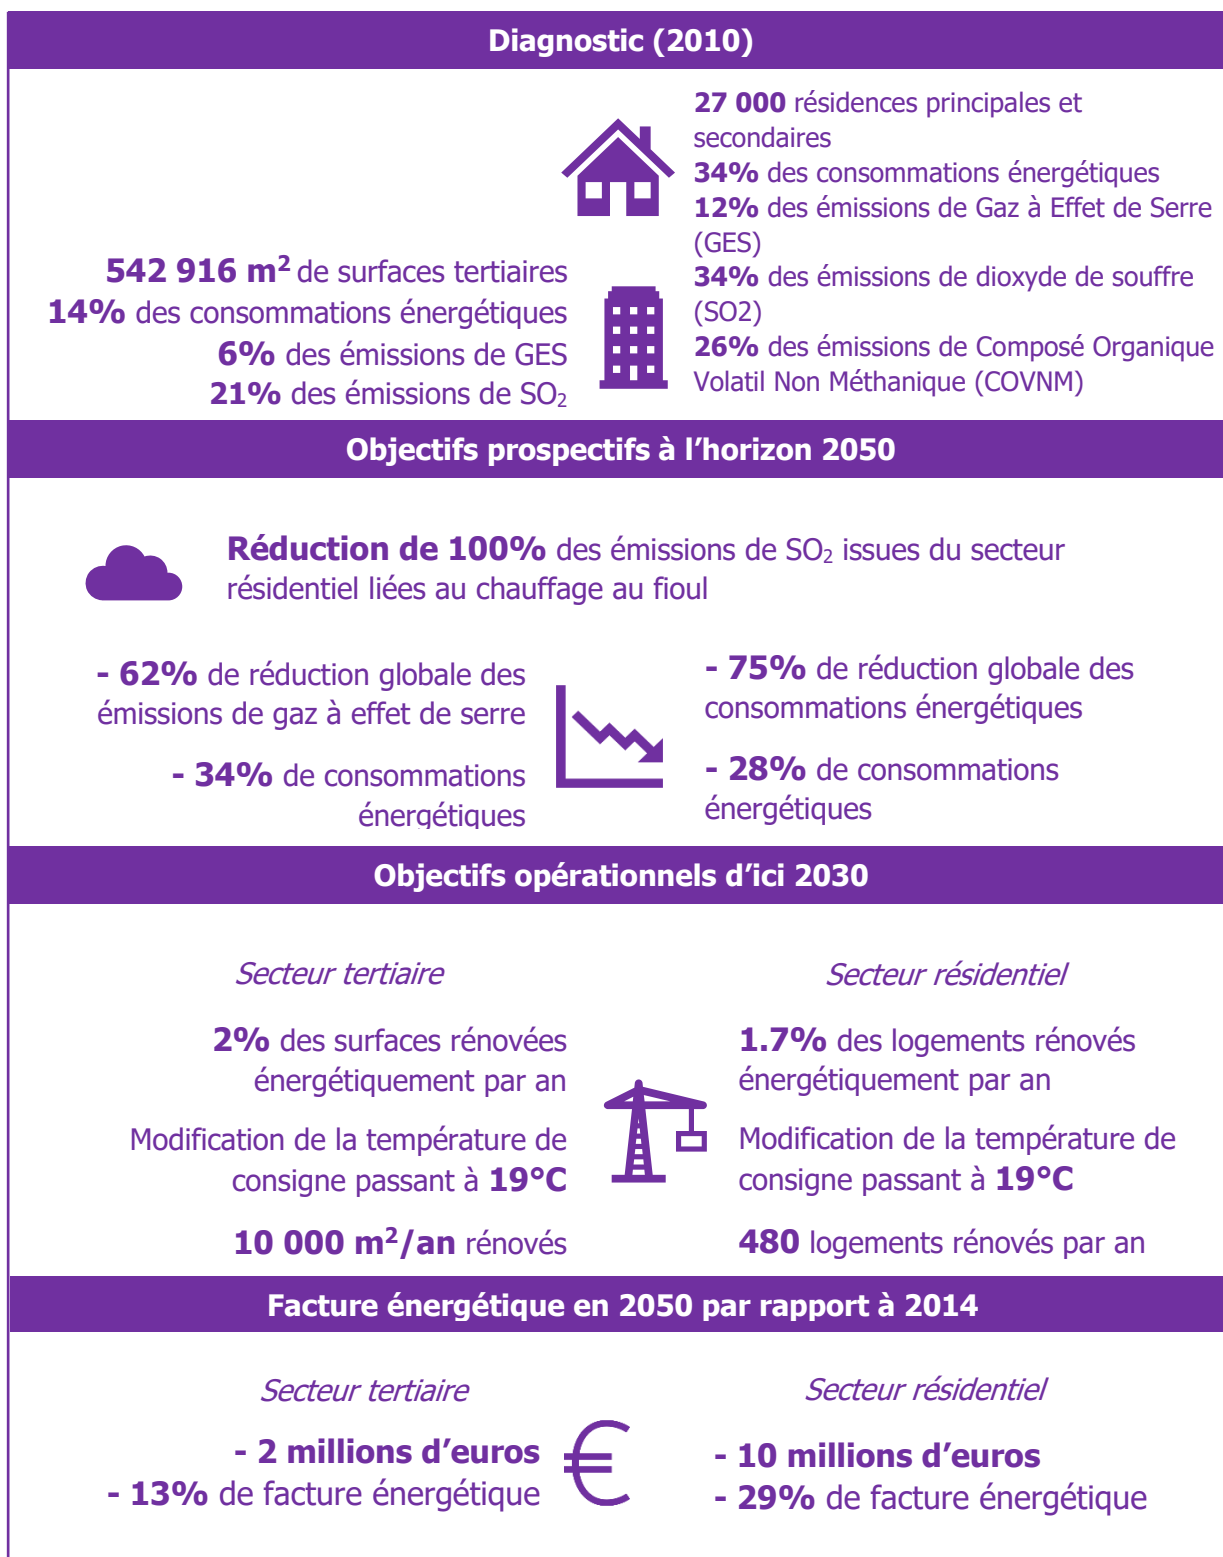 Diagnostic (2010)
27 000 résidences principales et
secondaires
34% des consommations énergétiques
12% des émissions de Gaz à Effet de Serre
(GES)
34% des émissions de dioxyde de souffre
(SO2)
26% des émissions de Composé Organique
Volatil Non Méthanique (COVNM)
542 916 m² de surfaces tertiaires
14% des consommations énergétiques
6% des émissions de GES
21% des émissions de SO₂
Objectifs prospectifs à l’horizon 2050
Réduction de 100% des émissions de SO₂ issues du secteur
résidentiel liées au chauffage au fioul
- 62% de réduction globale des
émissions de gaz à effet de serre
- 34% de consommations
énergétiques
- 75% de réduction globale des
consommations énergétiques
- 28% de consommations
énergétiques
Objectifs opérationnels d’ici 2030
Secteur tertiaire
2% des surfaces rénovées
énergétiquement par an
Modification de la température de
consigne passant à 19°C
10 000 m²/an rénovés
Secteur résidentiel
1.7% des logements rénovés
énergétiquement par an
Modification de la température de
consigne passant à 19°C
480 logements rénovés par an
Facture énergétique en 2050 par rapport à 2014
Secteur tertiaire
- 2 millions d’euros
- 13% de facture énergétique
Secteur résidentiel
- 10 millions d’euros
- 29% de facture énergétique